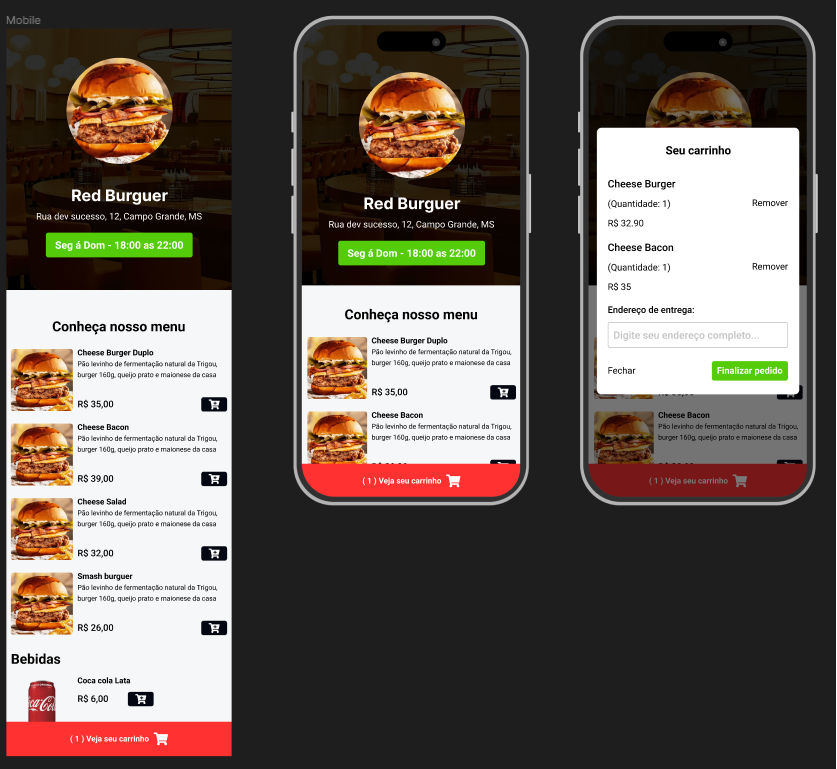 Mobile
Red Burguer
Rua dev sucesso, 12, Campo Grande, MS
Seg á Dom - 18:00 as 22:00
Conheça nosso menu
Cheese Burger Duplo
Pão levinho de fermentação natural da Trigou,
burger 160g, queijo prato e maionese da casa
R$ 35,00
Cheese Bacon
Pão levinho de fermentação natural da Trigou,
burger 160g, queijo prato e maionese da casa
R$ 39,00
Cheese Salad
Pão levinho de fermentação natural da Trigou,
burger 160g, queijo prato e maionese da casa
R$ 32,00
Smash burguer
Pão levinho de fermentação natural da Trigou,
burger 160g, queijo prato e maionese da casa
R$ 26,00
Bebidas
Coca cola Lata
R$ 6,00
( 1 ) Veja seu carrinho
Red Burguer
Rua dev sucesso, 12, Campo Grande, MS
Seg á Dom - 18:00 as 22:00
Conheça nosso menu
Cheese Burger Duplo
Pão levinho de fermentação natural da Trigou,
burger 160g, queijo prato e maionese da casa
R$ 35,00
Cheese Bacon
Pão levinho de fermentação natural da Trigou,
burger 160g, queijo prato e maionese da casa
( 1 ) Veja seu carrinho
Seu carrinho
Cheese Burger
(Quantidade: 1)
Remover
R$ 32.90
Cheese Bacon
(Quantidade: 1)
Remover
R$ 35
Endereço de entrega:
Digite seu endereço completo...
Fechar
Finalizar pedido
Cheese Bacon
Pão levinho de fermentação natural da Trigou,
burger 160g, queijo prato e maionese da casa
( 1 ) Veja seu carrinho